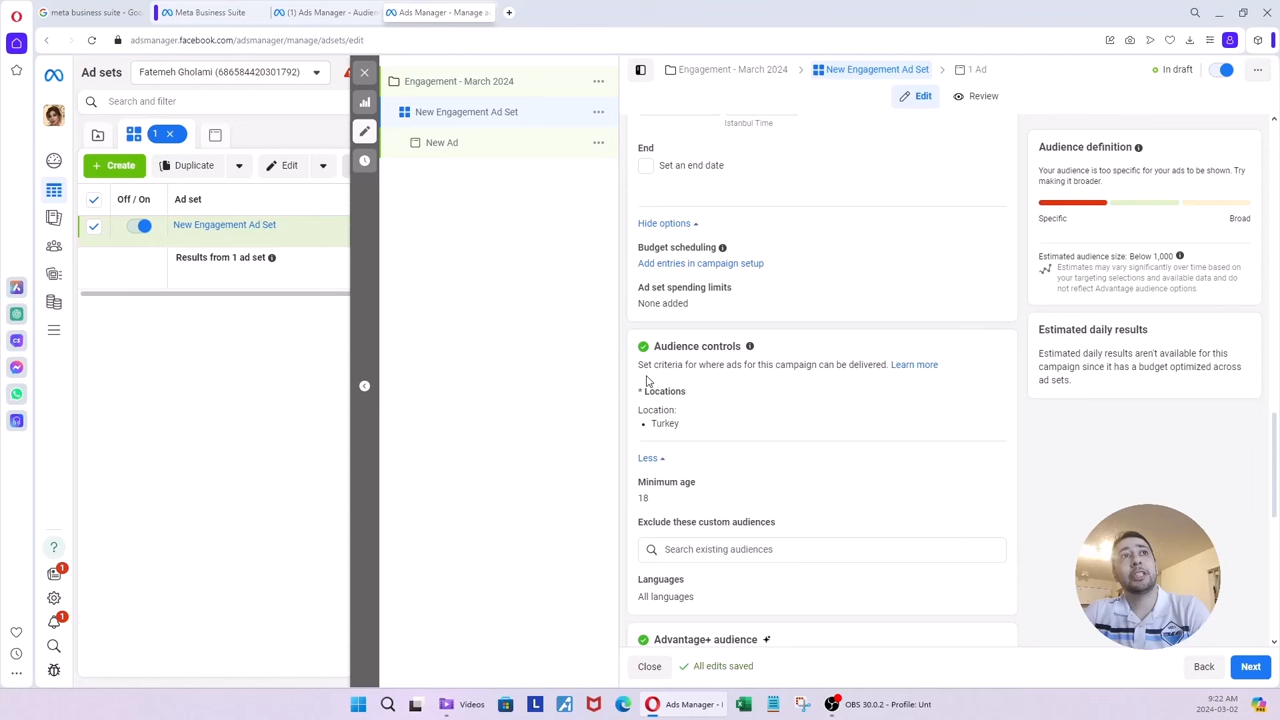 meta business suite - Goo
Meta Business Suite
(1) Ads Manager - Audien
Ads Manager - Manage a
adsmanager.facebook.com/adsmanager/manage/adsets/edit
Ad sets
Fatemeh Gholami (686584420301792)
Search and filter
1
Create
Duplicate
Edit
Off / On
Ad set
New Engagement Ad Set
Results from 1 ad set
Engagement - March 2024
New Engagement Ad Set
New Ad
Engagement - March 2024
New Engagement Ad Set
1 Ad
In draft
Edit
Review
Istanbul Time
End
Set an end date
Hide options
Budget scheduling
Add entries in campaign setup
Ad set spending limits
None added
Audience controls
Set criteria for where ads for this campaign can be delivered. Learn more
* Locations
Location:
• Turkey
Less
Minimum age
18
Exclude these custom audiences
Search existing audiences
Languages
All languages
Advantage+ audience
Close
All edits saved
Back
Next
Audience definition
Your audience is too specific for your ads to be shown. Try
making it broader.
Specific
Broad
Estimated audience size: Below 1,000
Estimates may vary significantly over time based on
your targeting selections and available data and do
not reflect Advantage audience options.
Estimated daily results
Estimated daily results aren't available for this
campaign since it has a budget optimized across
ad sets.
1
1
Videos
Ads Manager - I
OBS 30.0.2 - Profile: Unt
9:22 AM
2024-03-02